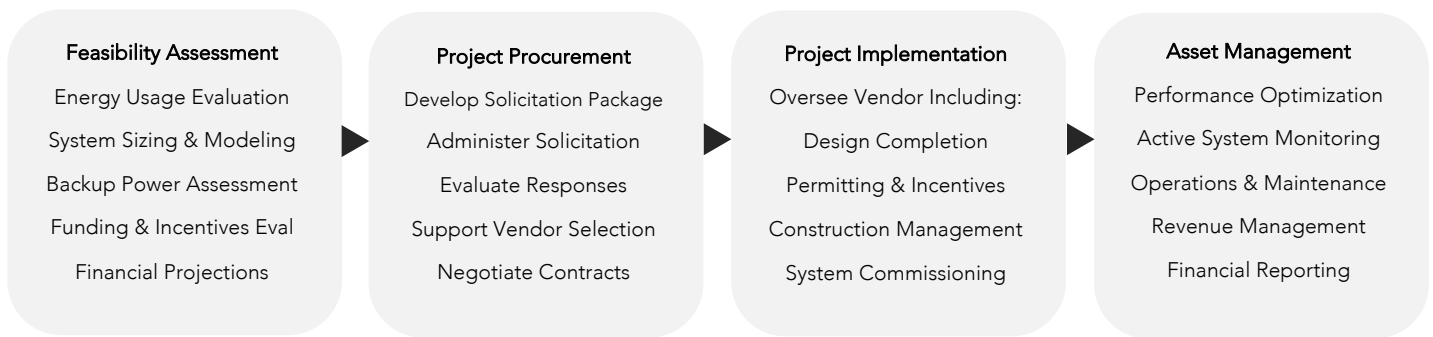 Feasibility Assessment
Energy Usage Evaluation
System Sizing & Modeling
Backup Power Assessment
Funding & Incentives Eval
Financial Projections
Project Procurement
Develop Solicitation Package
Administer Solicitation
Evaluate Responses
Support Vendor Selection
Negotiate Contracts
Project Implementation
Oversee Vendor Including:
Design Completion
Permitting & Incentives
Construction Management
System Commissioning
Asset Management
Performance Optimization
Active System Monitoring
Operations & Maintenance
Revenue Management
Financial Reporting